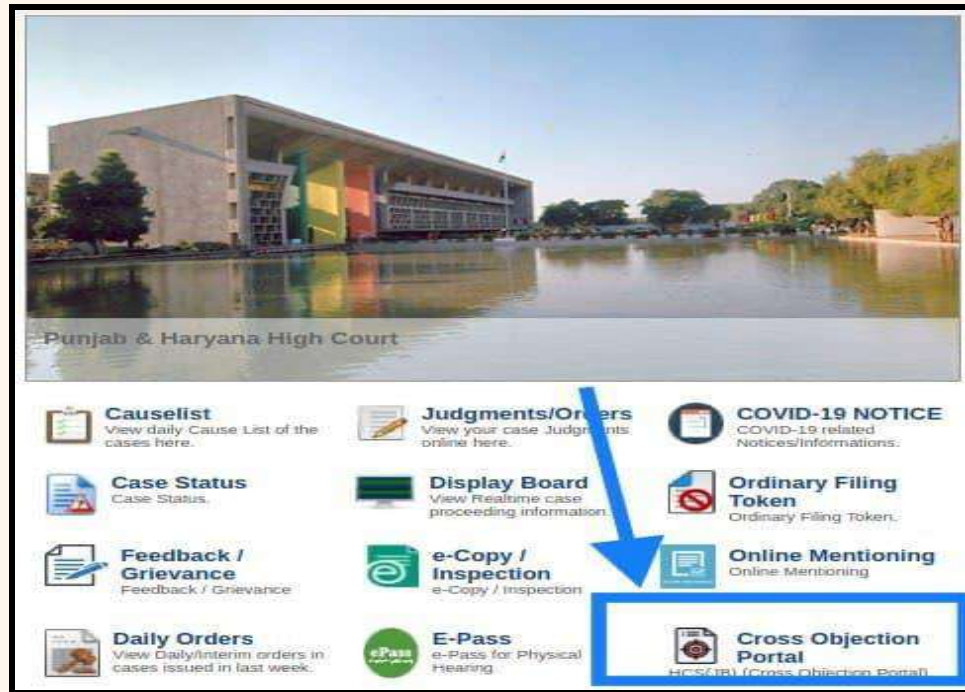 Punjab & Haryana High Court
Causelist
View daily Cause List of the
cases here.
Judgments/Orders
View your case Judgments
online here.
COVID-19 NOTICE
COVID-19 related
Notices/Informations.
Case Status
Case Status.
Display Board
View Realtime case
proceeding information
Ordinary Filing
Token
Ordinary Filing Token.
Feedback /
Grievance
Feedback / Grievance
e-Copy /
Inspection
e-Copy / Inspection
Online Mentioning
Online Mentioning
Daily Orders
View Daily/Interim orders in
cases issued in last week.
ePass
E-Pass
e-Pass for Physical
Hearing
Cross Objection
Portal
HCS(JB) (Cross Objection Portal)